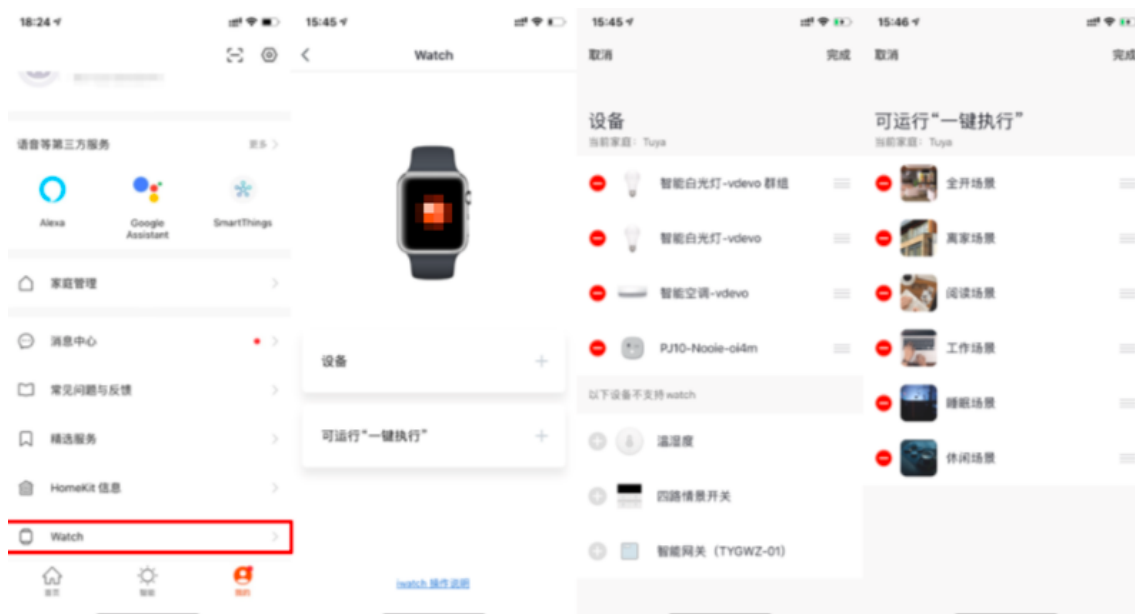 18:24
语音等第三方服务
更多
Alexa
Google Assistant
SmartThings
家庭管理
消息中心
常见问题与反馈
精选服务
HomeKit 信息
Watch
首页
智能
我的
15:45
Watch
设备
可运行“一键执行”
iwatch 操作说明
15:45
取消
完成
设备
当前家庭：Tuya
智能白光灯-vdevo 群组
智能白光灯-vdevo
智能空调-vdevo
PJ10-Nooie-oi4m
以下设备不支持 watch
温湿度
四路情景开关
智能网关（TYGWZ-01）
15:46
取消
完成
可运行“一键执行”
当前家庭：Tuya
全开场景
离家场景
阅读场景
工作场景
睡眠场景
休闲场景